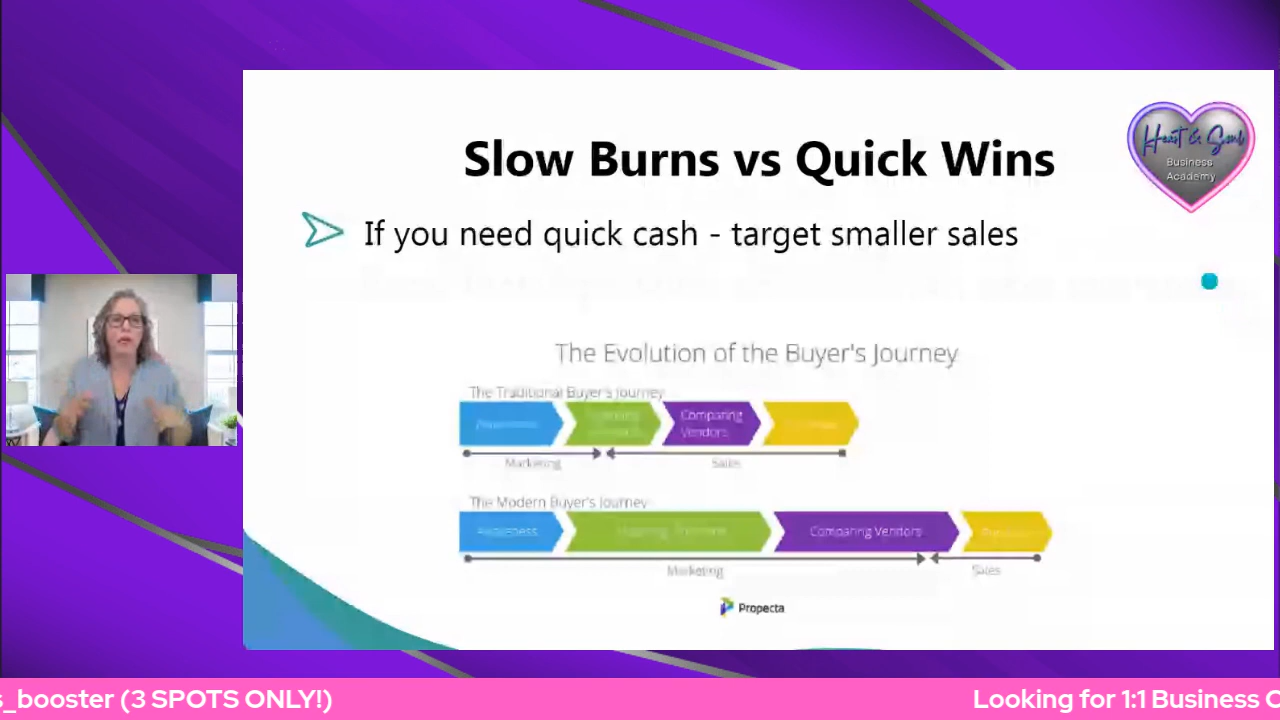 Slow Burns vs Quick Wins
Heart & Soul
Business
Academy
If you need quick cash - target smaller sales
The Evolution of the Buyer's Journey
The Traditional Buyer's Journey
Awareness
Comparing
Vendors
Marketing
Sales
The Modern Buyer's Journey
Awareness
Comparing Vendors
Marketing
Sales
Propecta
s_booster (3 SPOTS ONLY!)
Looking for 1:1 Business C